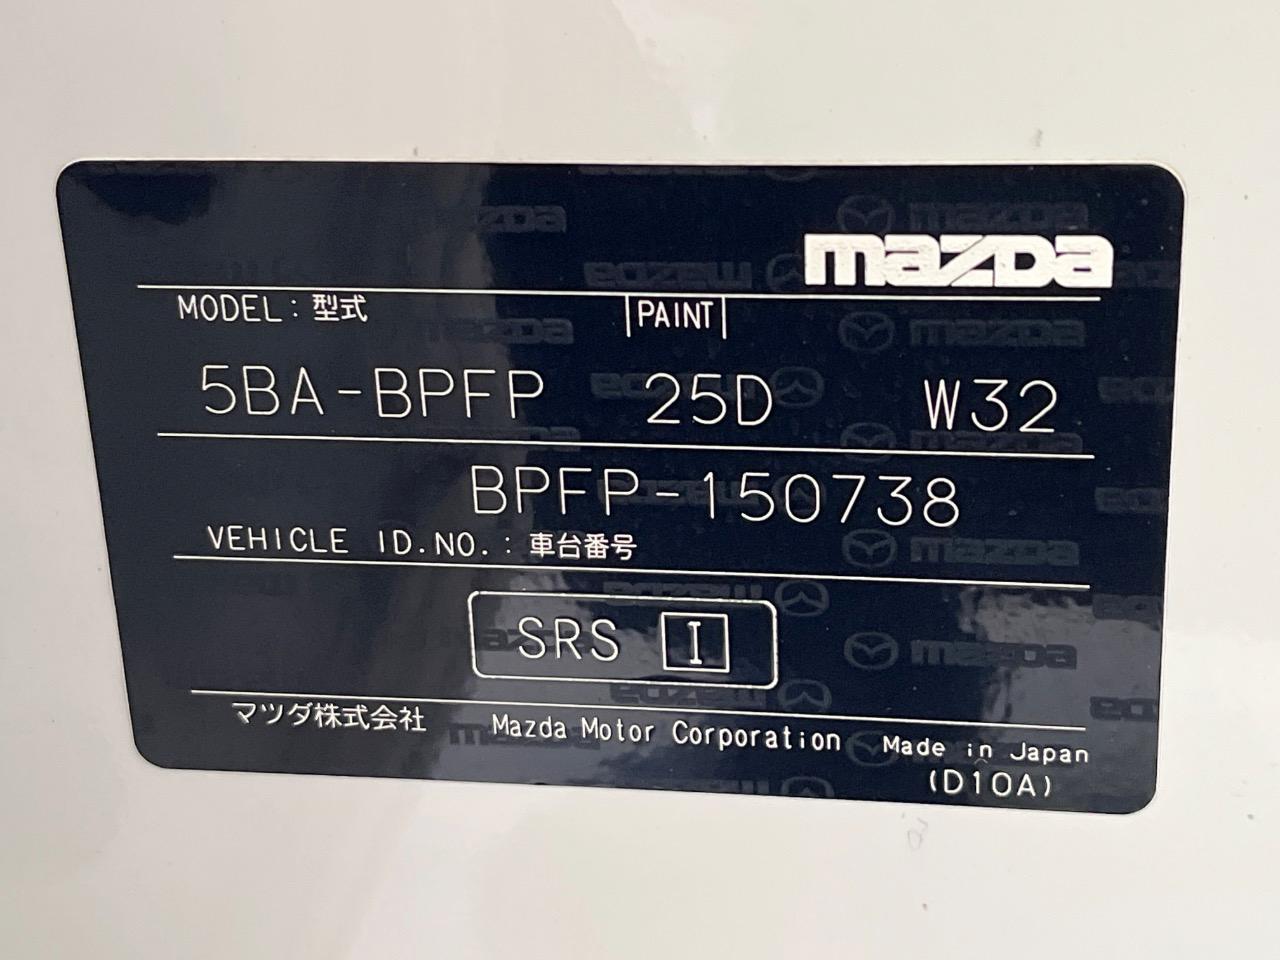 mazda
MODEL : 型式 PAINT
5BA-BPFP 25D W32
BPFP-150738
VEHICLE ID.NO. : 車台番号
SRS I
マツダ株式会社 Mazda Motor Corporation Made in Japan
(D10A)